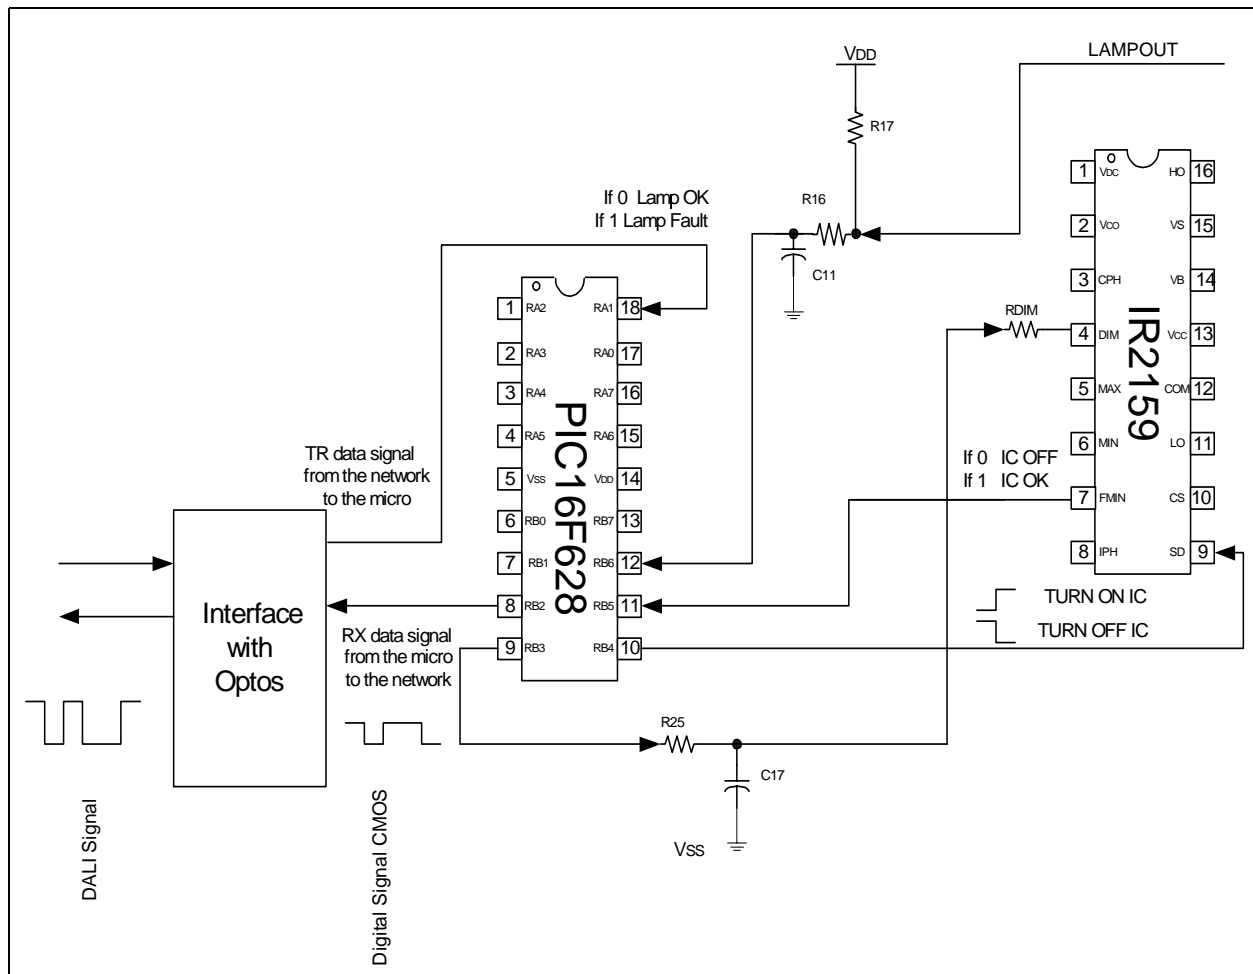 VDD
LAMPOUT
R17
If 0 Lamp OK
If 1 Lamp Fault
R16
C11
RDIM
TR data signal
from the network
to the micro
PIC16F628
1 RA2
2 RA3
3 RA4
4 RA5
5 VSS
6 RB0
7 RB1
8 RB2
9 RB3
RA1 18
RA0 17
RA7 16
RA6 15
VDD 14
RB7 13
RB6 12
RB5 11
RB4 10
IR2159
1 VDC
2 VCO
3 CPH
4 DIM
5 MAX
6 MIN
7 FMIN
8 IPH
HO 16
VS 15
VB 14
VCC 13
COM 12
LO 11
CS 10
SD 9
If 0 IC OFF
If 1 IC OK
TURN ON IC
TURN OFF IC
Interface
with
Optos
RX data signal
from the micro
to the network
R25
C17
VSS
DALI Signal
Digital Signal CMOS